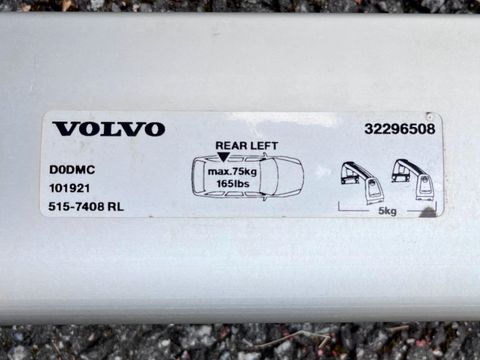 VOLVO
32296508
REAR LEFT
D0DMC
101921
515-7408 RL
max.75kg
165lbs
5kg